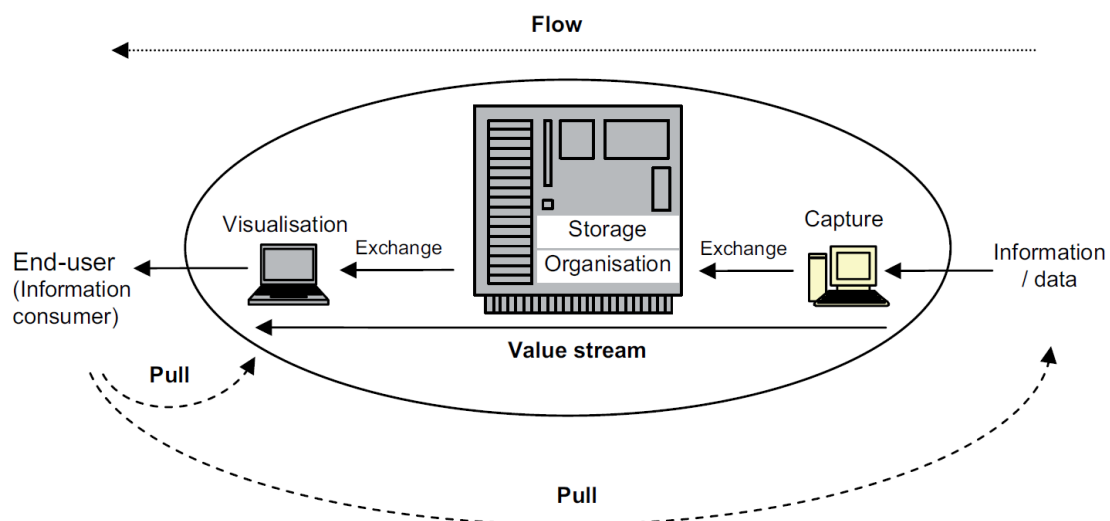 Flow
Visualisation
Exchange
Storage
Organisation
Exchange
Capture
End-user
(Information
consumer)
Information
/ data
Value stream
Pull
Pull